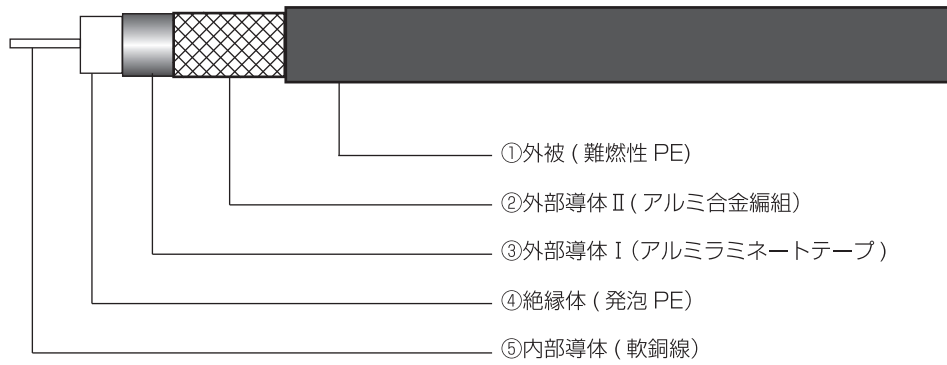 ①外被 ( 難燃性 PE)
②外部導体Ⅱ ( アルミ合金編組)
③外部導体Ⅰ (アルミラミネートテープ )
④絶縁体 ( 発泡 PE)
⑤内部導体 ( 軟銅線)